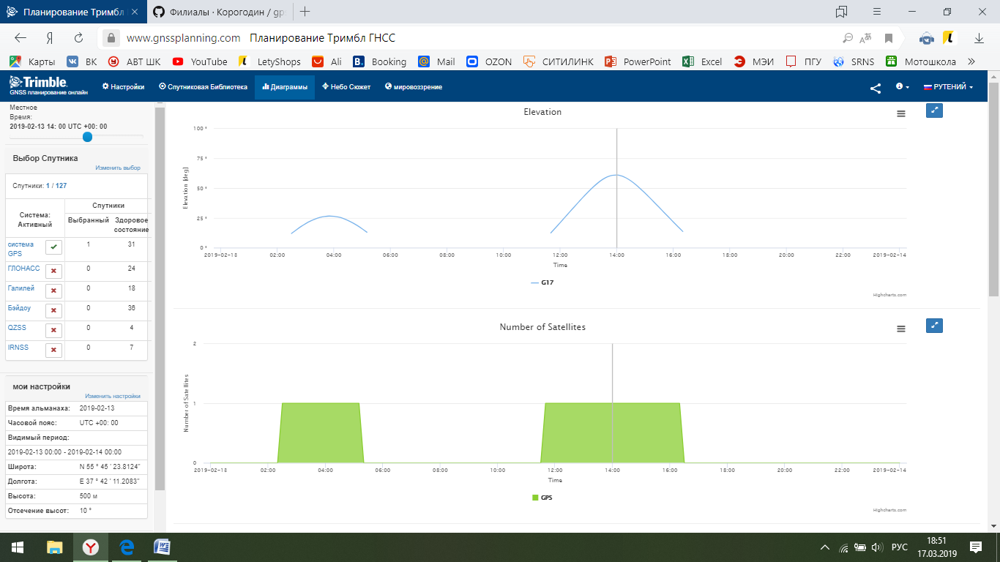 Планирование Тримбл
Филиалы · Корогодин / gp
www.gnssplanning.com Планирование Тримбл ГНСС
Карты ВК АВТ ШК YouTube LetyShops Ali Booking Mail OZON СИТИЛИНК PowerPoint Excel МЭИ ПГУ SRNS Мотошкола »
Trimble.
GNSS планирование онлайн
Настройки Спутниковая Библиотека Диаграммы Небо Сюжет мировоззрение РУТЕНИЙ
Местное
Время:
2019-02-13 14: 00 UTC +00: 00
Выбор Спутника
Изменить выбор
Спутники: 1 / 127
Система: Активный
Спутники
Выбранный Здоровое состояние
система GPS 1 31
ГЛОНАСС 0 24
Галилей 0 18
Бэйдоу 0 36
QZSS 0 4
IRNSS 0 7
мои настройки
Изменить настройки
Время альманаха: 2019-02-13
Часовой пояс: UTC +00: 00
Видимый период:
2019-02-13 00:00 - 2019-02-14 00:00
Широта: N 55 ° 45 ' 23.8124"
Долгота: E 37 ° 42 ' 11.2083"
Высота: 500 м
Отсечение высот: 10 °
Elevation
Elevation [deg]
100 °
75 °
50 °
25 °
0 °
2019-02-13 02:00 04:00 06:00 08:00 10:00 12:00 14:00 16:00 18:00 20:00 22:00 2019-02-14
Time
G17
Highcharts.com
Number of Satellites
Number of Satellites
2
1
0
2019-02-13 02:00 04:00 06:00 08:00 10:00 12:00 14:00 16:00 18:00 20:00 22:00 2019-02-14
Time
GPS
Highcharts.com
РУС
18:51
17.03.2019